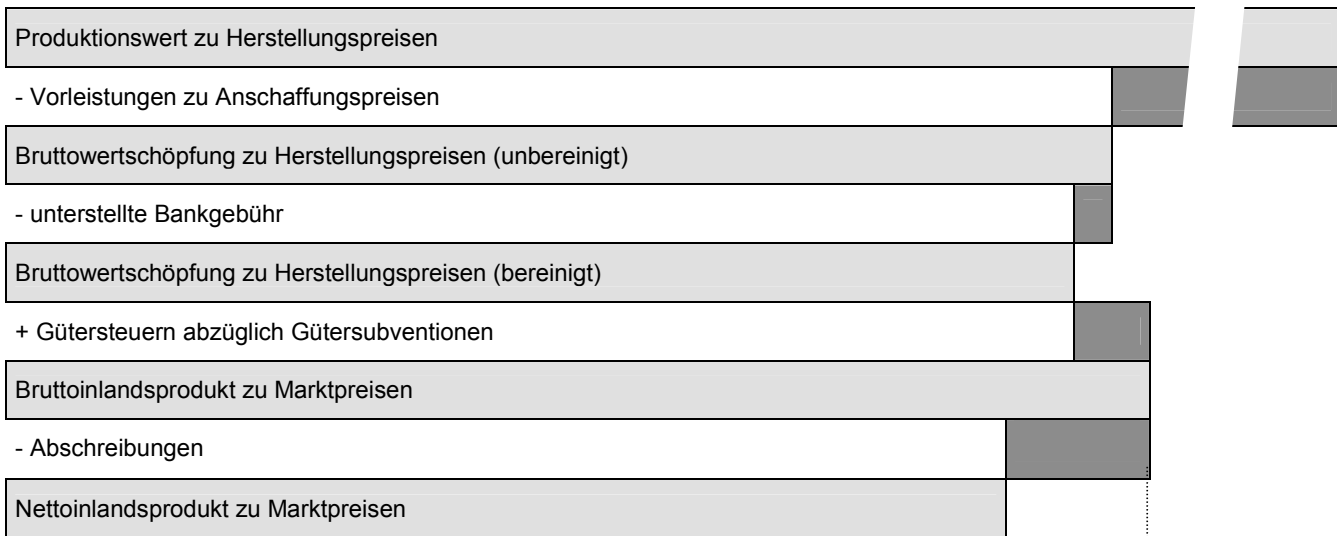 Produktionswert zu Herstellungspreisen
- Vorleistungen zu Anschaffungspreisen
Bruttowertschöpfung zu Herstellungspreisen (unbereinigt)
- unterstellte Bankgebühr
Bruttowertschöpfung zu Herstellungspreisen (bereinigt)
+ Gütersteuern abzüglich Gütersubventionen
Bruttoinlandsprodukt zu Marktpreisen
- Abschreibungen
Nettoinlandsprodukt zu Marktpreisen